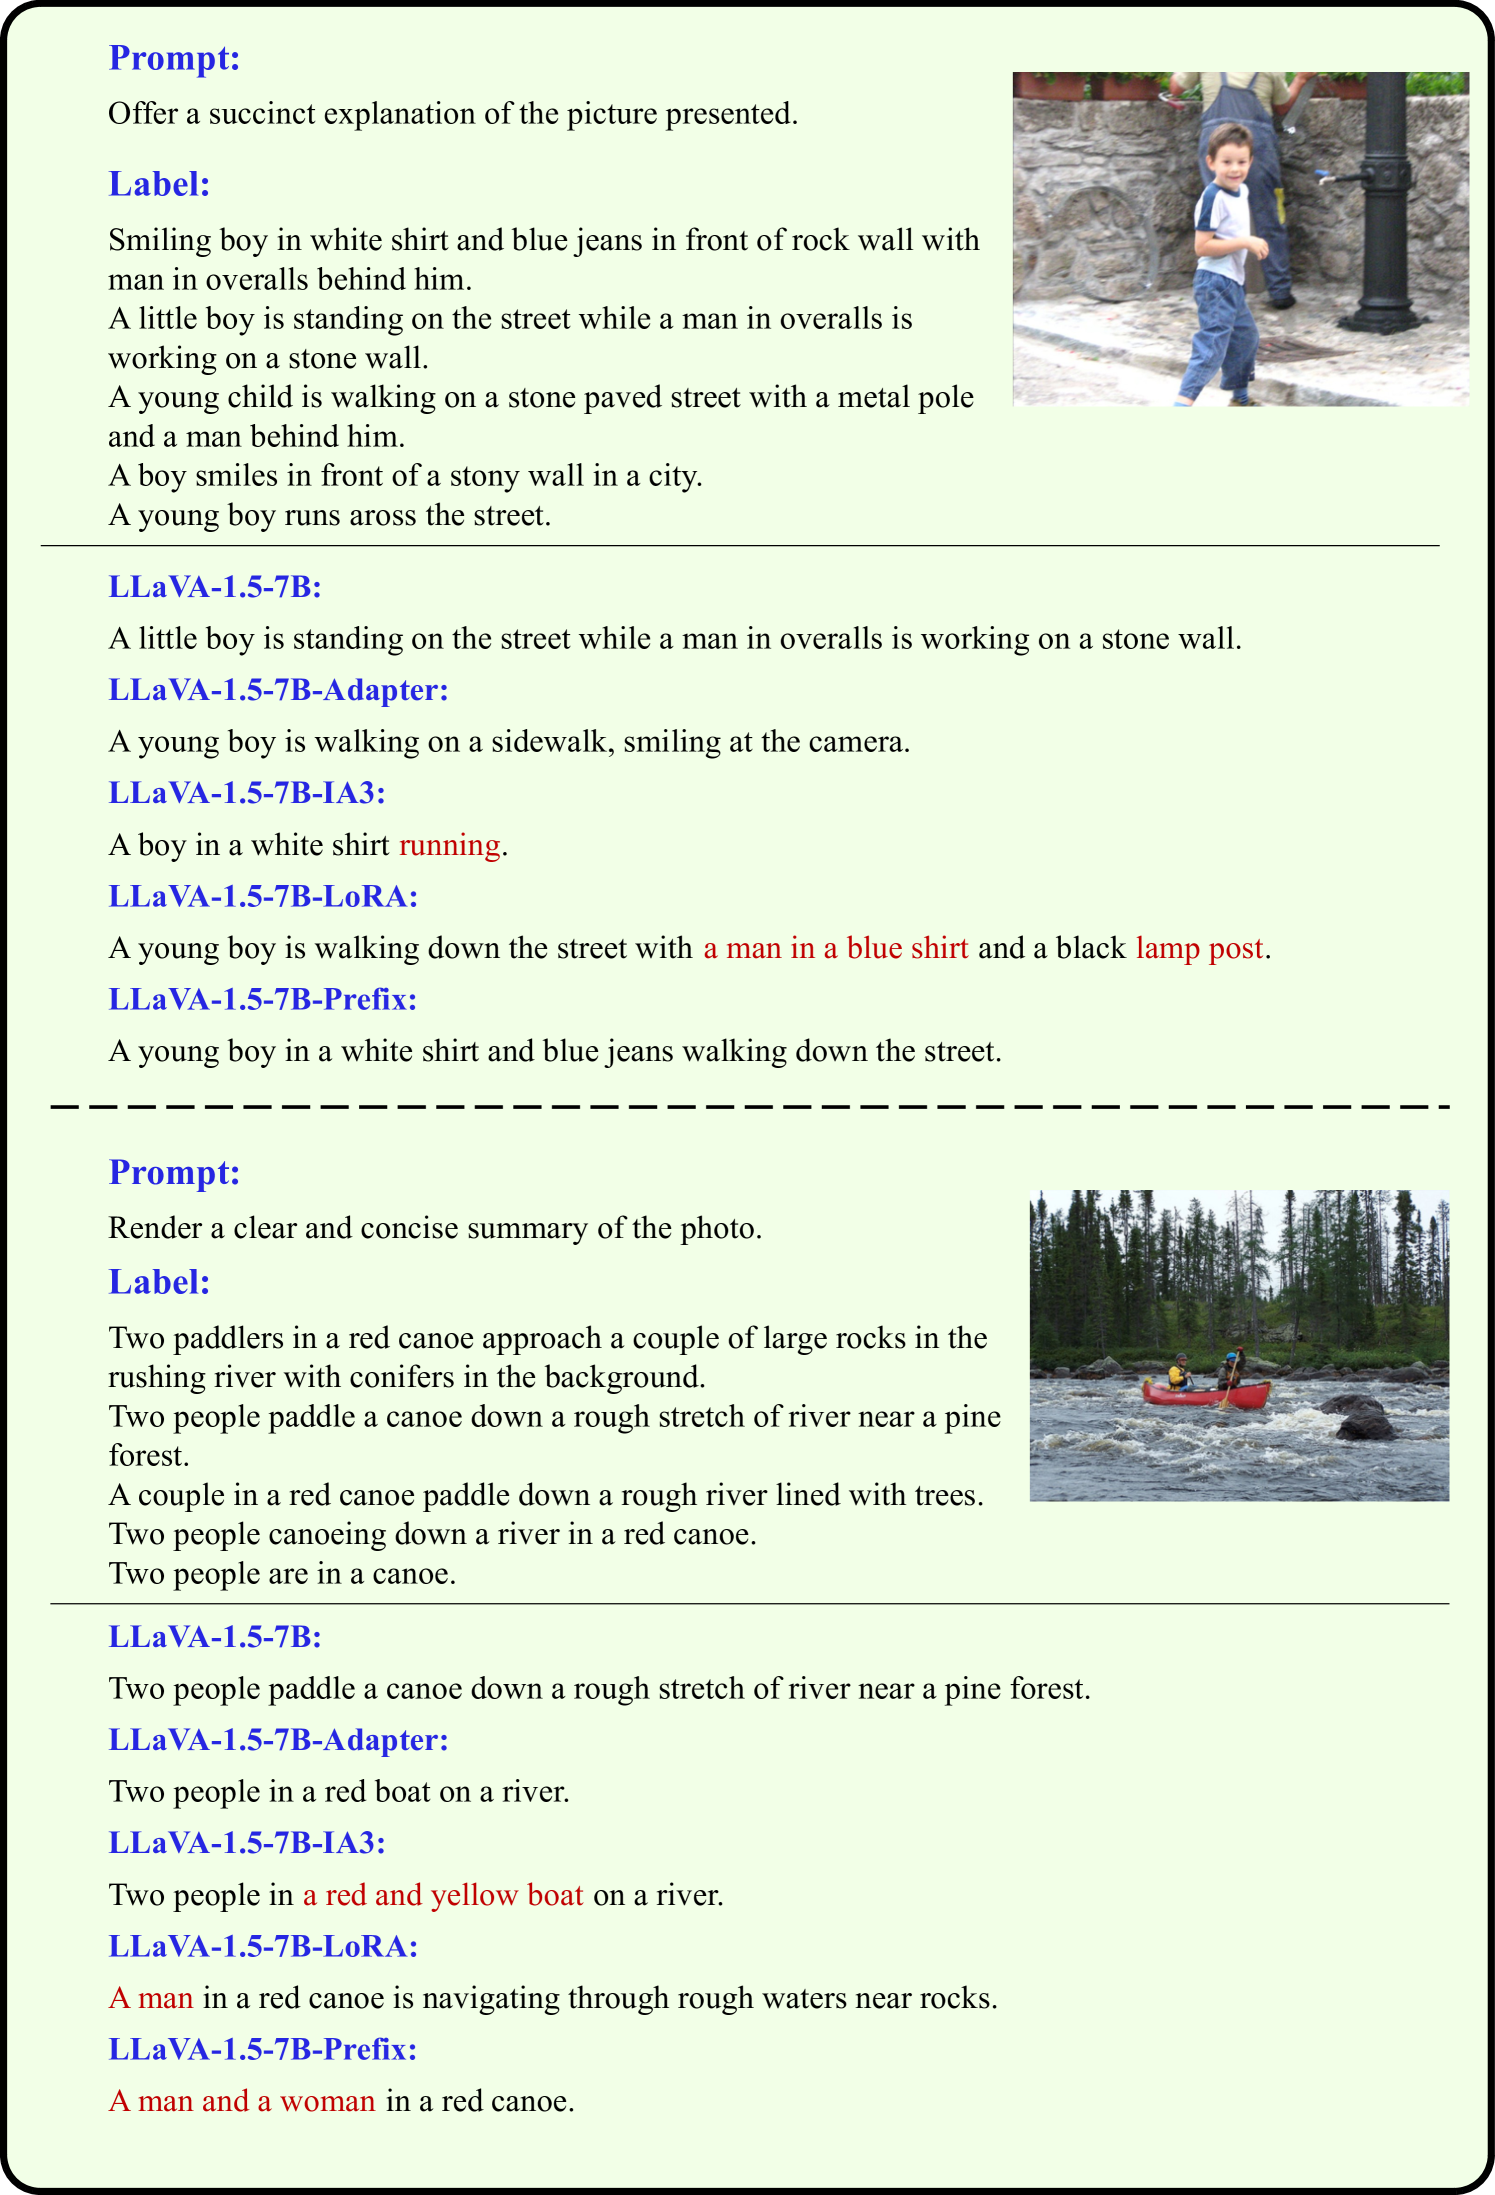 Prompt:
Offer a succinct explanation of the picture presented.
Label:
Smiling boy in white shirt and blue jeans in front of rock wall with
man in overalls behind him.
A little boy is standing on the street while a man in overalls is
working on a stone wall.
A young child is walking on a stone paved street with a metal pole
and a man behind him.
A boy smiles in front of a stony wall in a city.
A young boy runs aross the street.
LLaVA-1.5-7B:
A little boy is standing on the street while a man in overalls is working on a stone wall.
LLaVA-1.5-7B-Adapter:
A young boy is walking on a sidewalk, smiling at the camera.
LLaVA-1.5-7B-IA3:
A boy in a white shirt running.
LLaVA-1.5-7B-LoRA:
A young boy is walking down the street with a man in a blue shirt and a black lamp post.
LLaVA-1.5-7B-Prefix:
A young boy in a white shirt and blue jeans walking down the street.
Prompt:
Render a clear and concise summary of the photo.
Label:
Two paddlers in a red canoe approach a couple of large rocks in the
rushing river with conifers in the background.
Two people paddle a canoe down a rough stretch of river near a pine
forest.
A couple in a red canoe paddle down a rough river lined with trees.
Two people canoeing down a river in a red canoe.
Two people are in a canoe.
LLaVA-1.5-7B:
Two people paddle a canoe down a rough stretch of river near a pine forest.
LLaVA-1.5-7B-Adapter:
Two people in a red boat on a river.
LLaVA-1.5-7B-IA3:
Two people in a red and yellow boat on a river.
LLaVA-1.5-7B-LoRA:
A man in a red canoe is navigating through rough waters near rocks.
LLaVA-1.5-7B-Prefix:
A man and a woman in a red canoe.